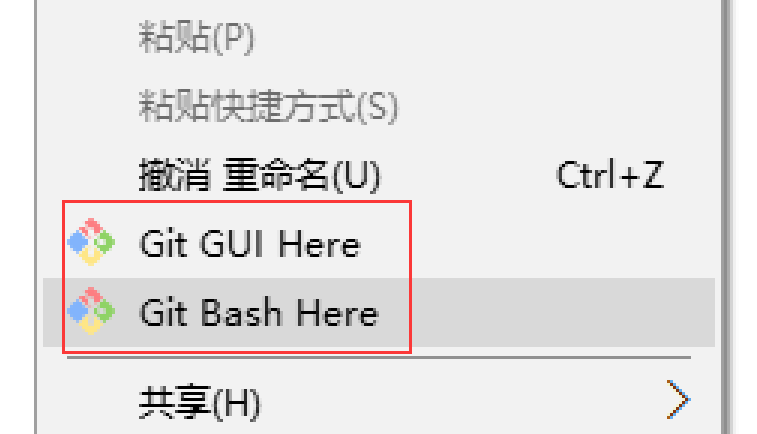 粘贴(P)
粘贴快捷方式(S)
撤消 重命名(U) Ctrl+Z
Git GUI Here
Git Bash Here
共享(H)